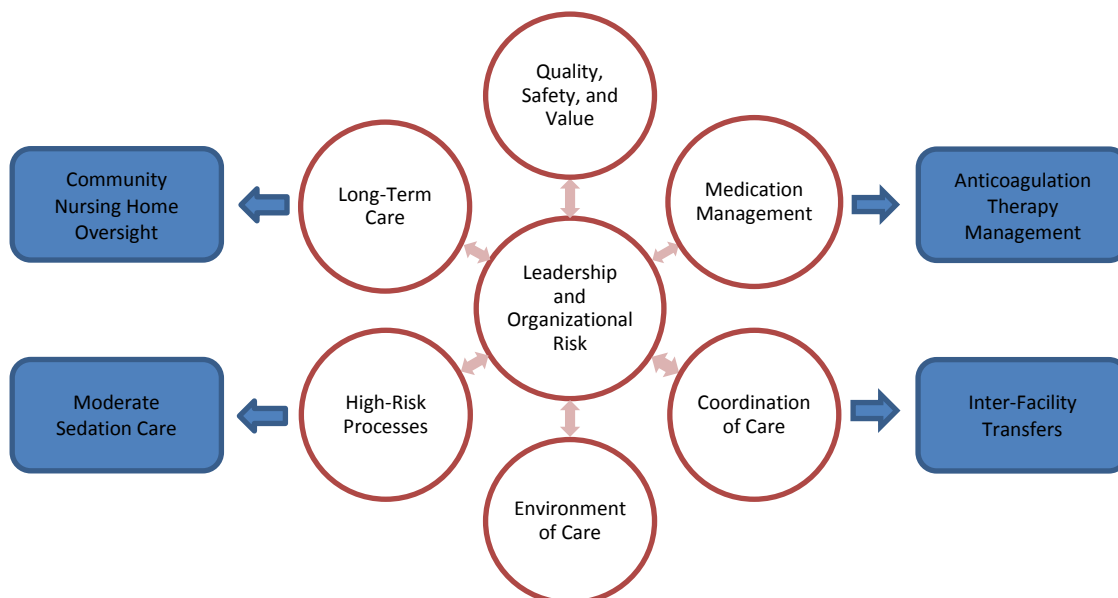 Quality,
Safety, and
Value
Community
Nursing Home
Oversight
Long-Term
Care
Medication
Management
Anticoagulation
Therapy
Management
Leadership
and
Organizational
Risk
Moderate
Sedation Care
High-Risk
Processes
Coordination
of Care
Inter-Facility
Transfers
Environment
of Care